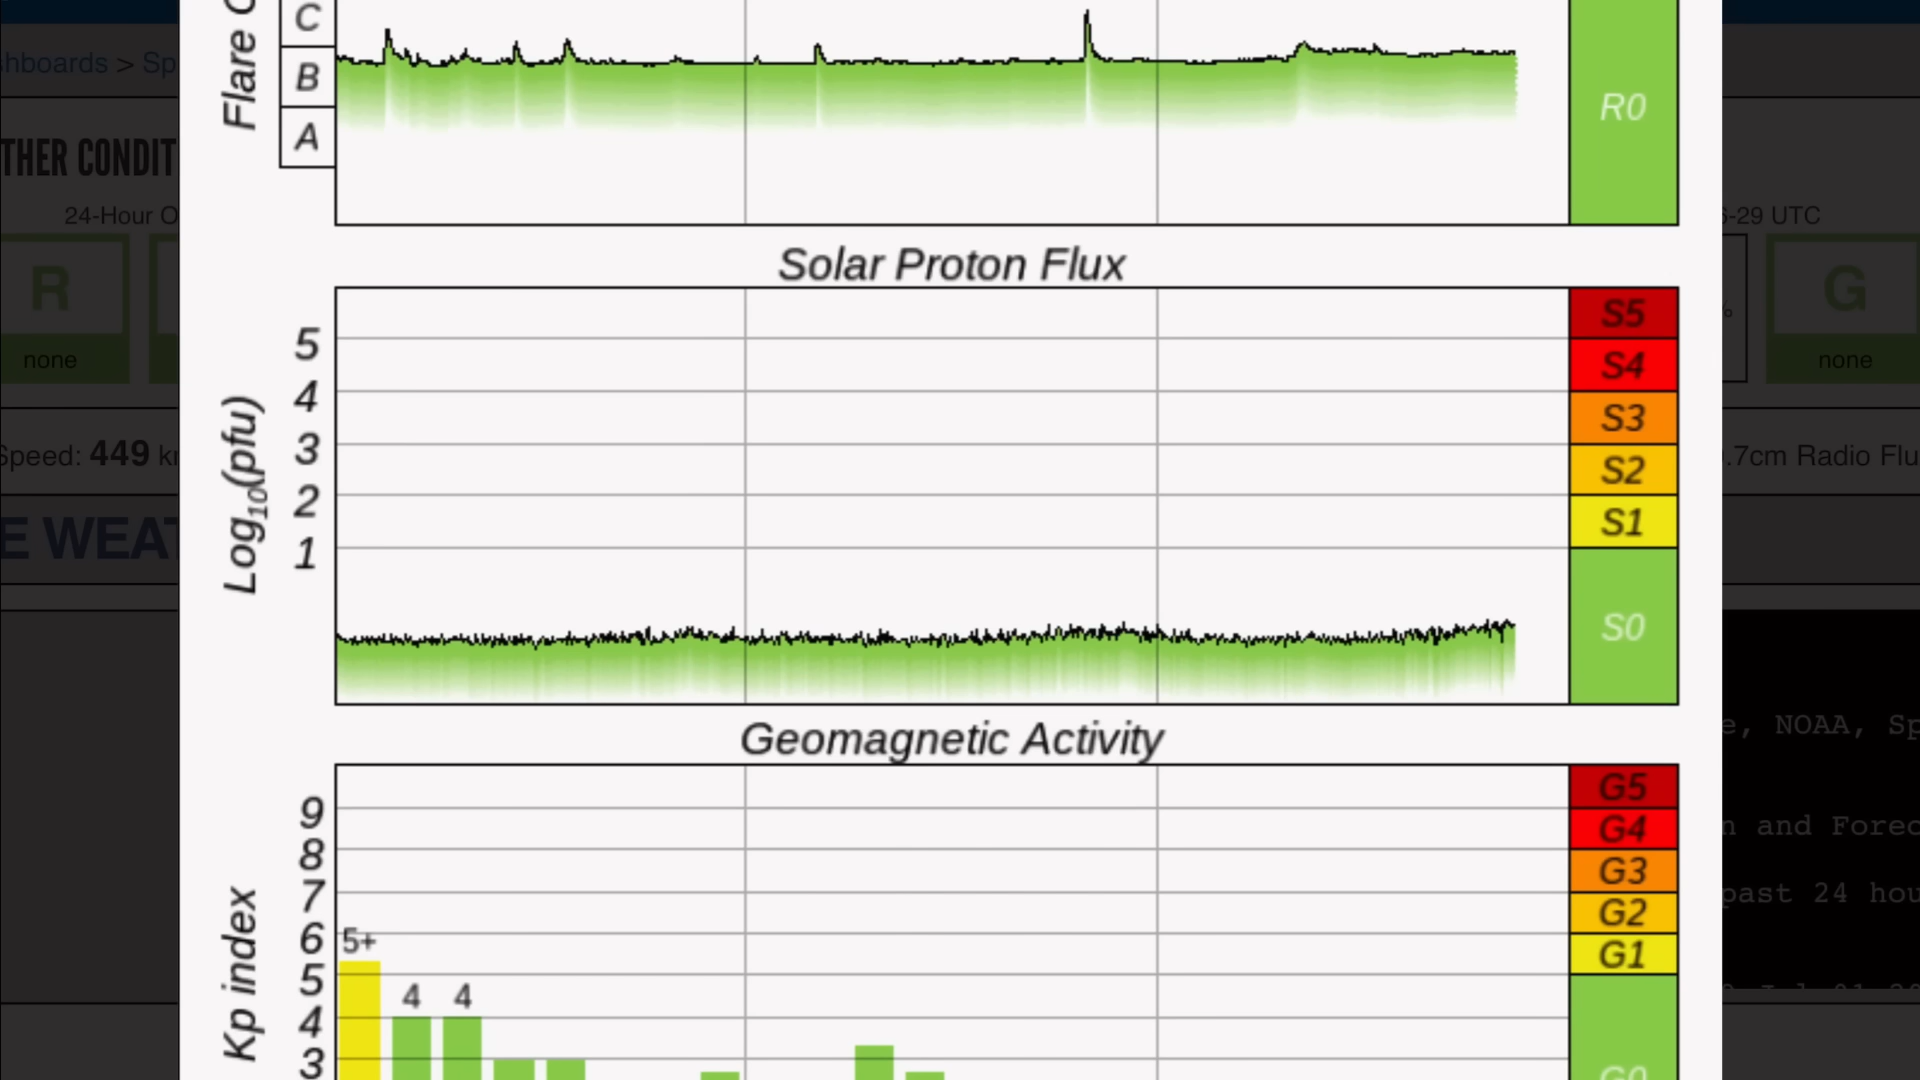 Flare C
C
B
A
R0
Solar Proton Flux
Log10(pfu)
5
4
3
2
1
S5
S4
S3
S2
S1
S0
Geomagnetic Activity
Kp index
9
8
7
6
5
4
3
5+
4
4
G5
G4
G3
G2
G1
G0
shboards > Sp
THER CONDIT
24-Hour O
R
none
Speed: 449 k
E WEAT
6-29 UTC
%
G
none
.7cm Radio Flu
e, NOAA, Sp
n and Forec
past 24 hou